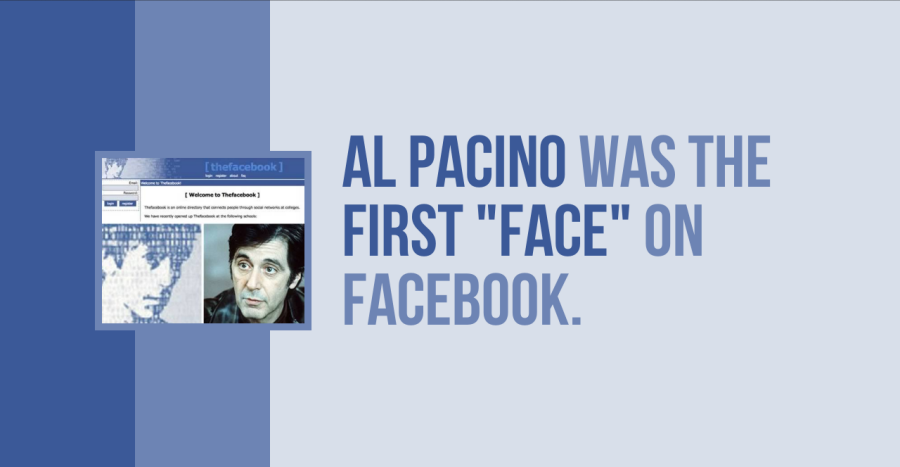 [ thefacebook ]
login register about faq
Email:
Welcome to Thefacebook!
Password:
login register
[ Welcome to Thefacebook ]
Thefacebook is an online directory that connects people through social networks at colleges.
We have recently opened up Thefacebook at the following schools:
AL PACINO WAS THE
FIRST "FACE" ON
FACEBOOK.